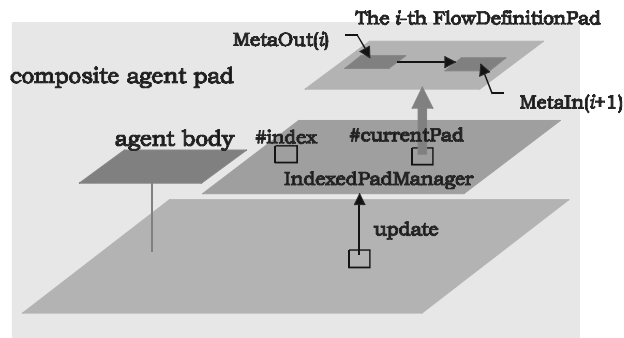 The i-th FlowDefinitionPad
MetaOut(i)
composite agent pad
MetaIn(i+1)
agent body
#index
#currentPad
IndexedPadManager
update